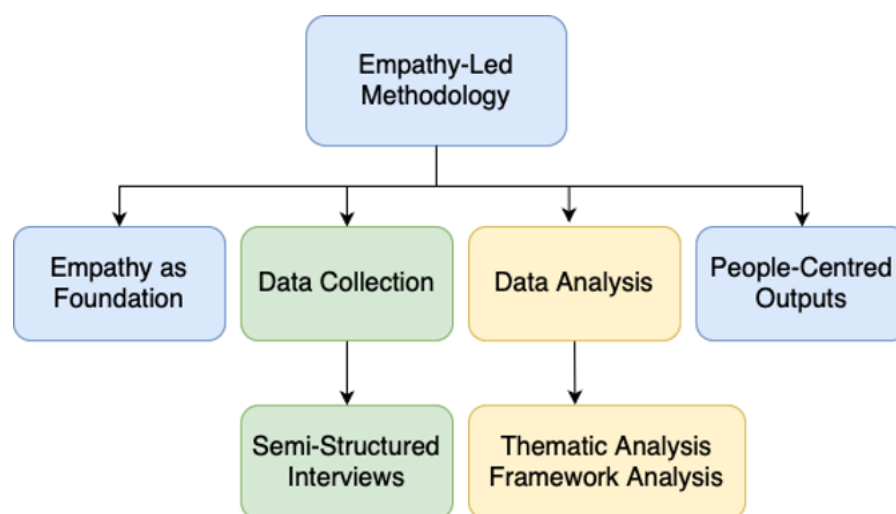 Empathy-Led
Methodology
Empathy as
Foundation
Data Collection
Data Analysis
People-Centred
Outputs
Semi-Structured
Interviews
Thematic Analysis
Framework Analysis